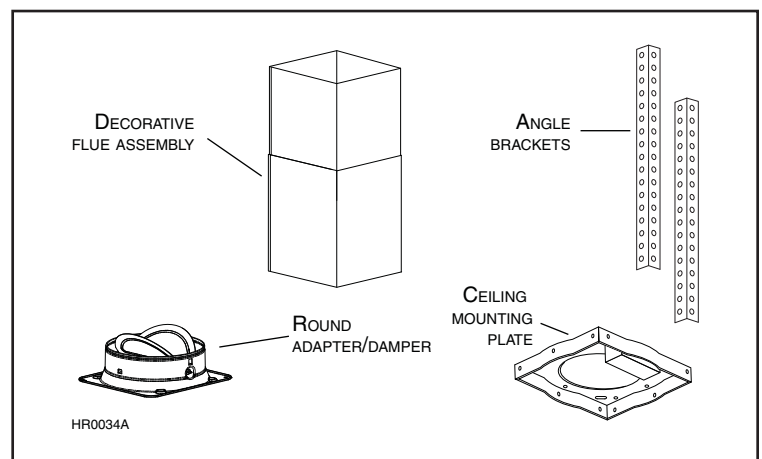 DECORATIVE
FLUE ASSEMBLY
ANGLE
BRACKETS
ROUND
ADAPTER/DAMPER
CEILING
MOUNTING
PLATE
HR0034A